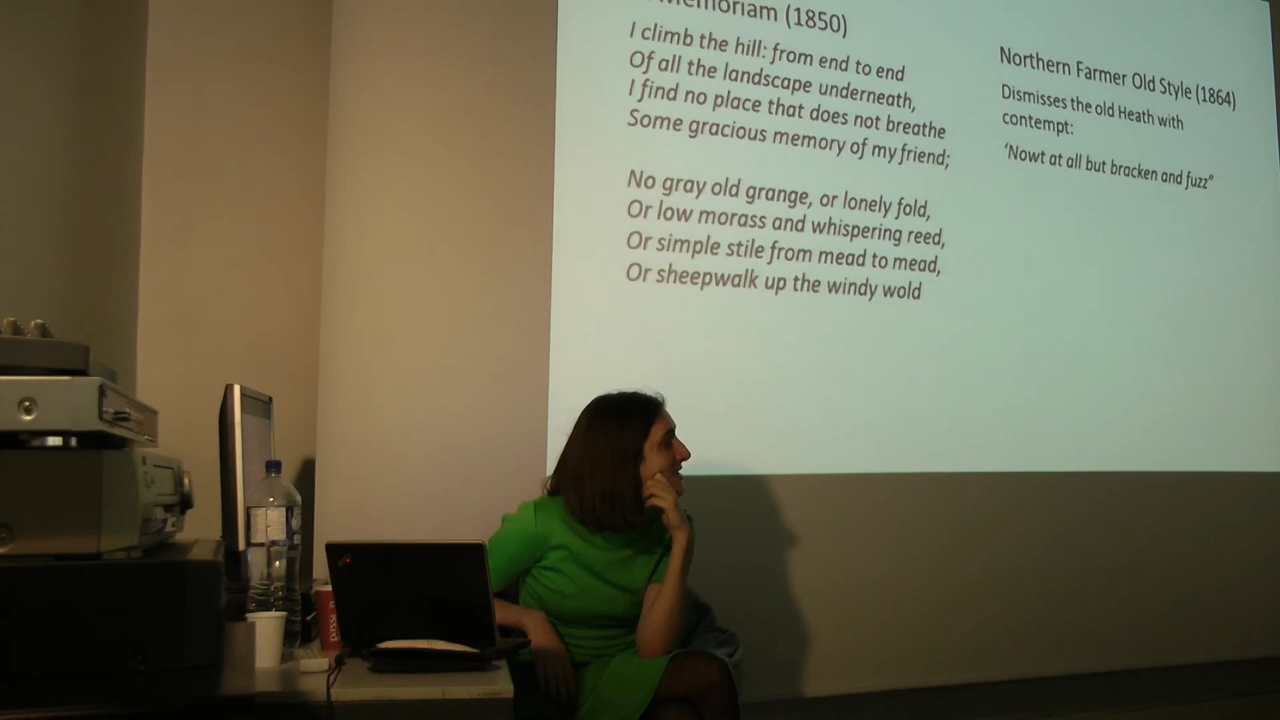 Memoriam (1850)
I climb the hill: from end to end
Of all the landscape underneath,
I find no place that does not breathe
Some gracious memory of my friend;
No gray old grange, or lonely fold,
Or low morass and whispering reed,
Or simple stile from mead to mead,
Or sheepwalk up the windy wold
Northern Farmer Old Style (1864)
Dismisses the old Heath with
contempt:
‘Nowt at all but bracken and fuzz”